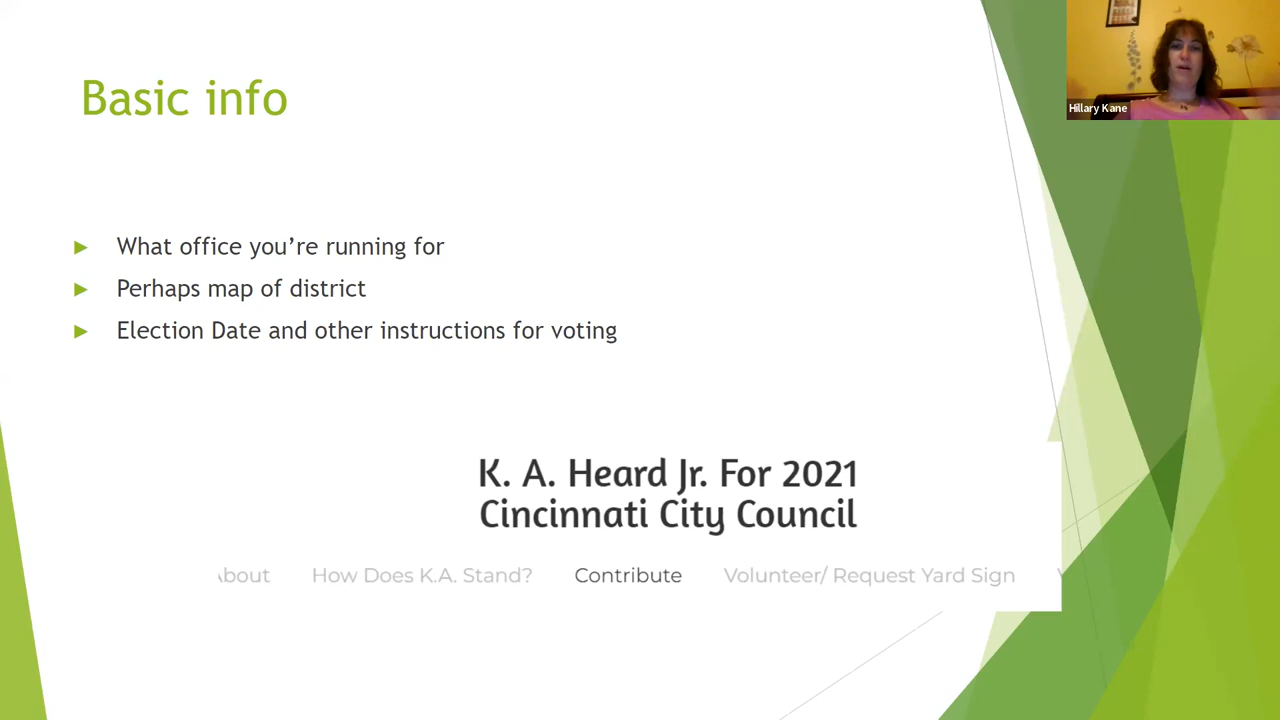 Basic info
Hillary Kane
What office you're running for
Perhaps map of district
Election Date and other instructions for voting
K. A. Heard Jr. For 2021
Cincinnati City Council
About How Does K.A. Stand? Contribute Volunteer/ Request Yard Sign